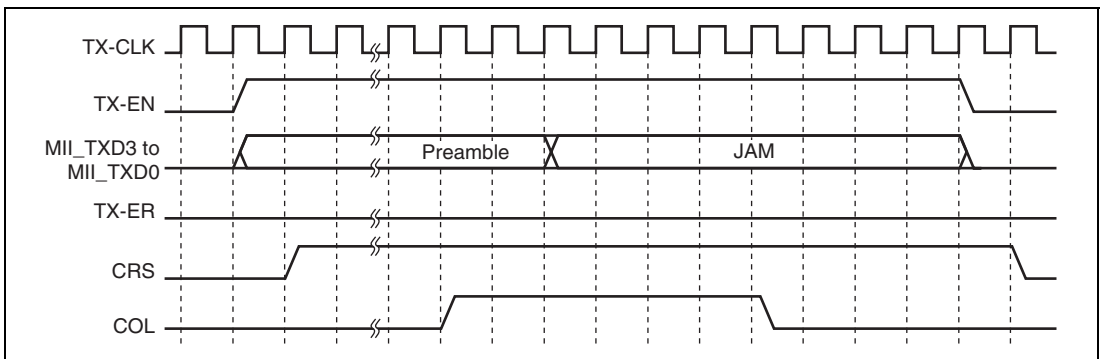 TX-CLK
TX-EN
MII_TXD3 to
MII_TXD0
Preamble
JAM
TX-ER
CRS
COL